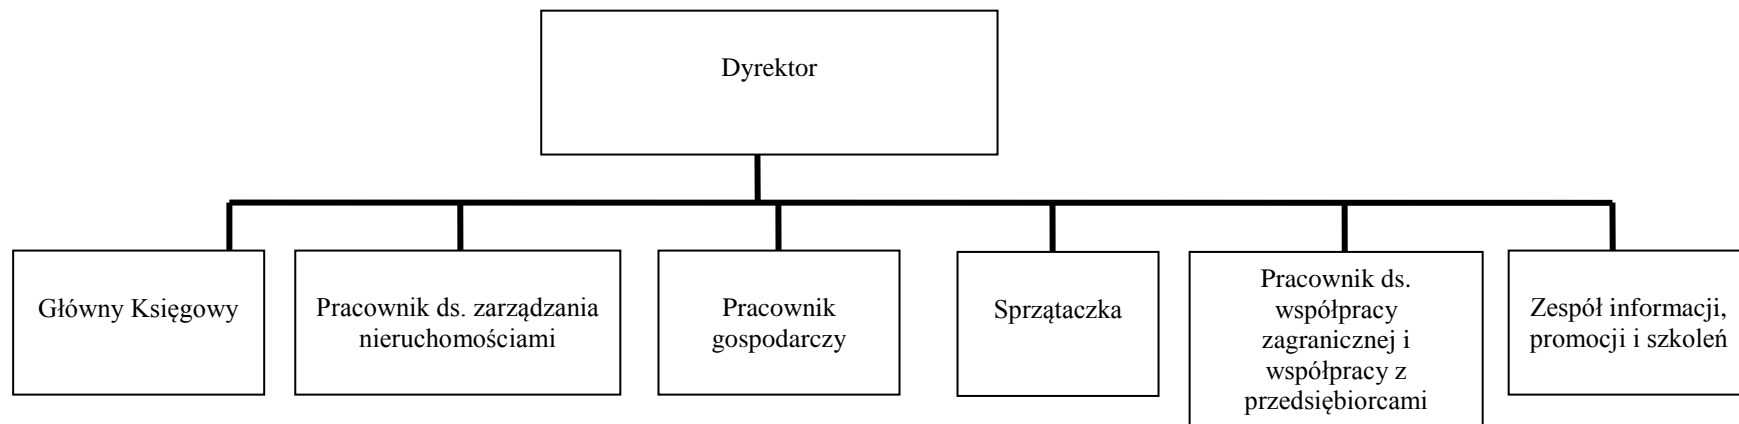 Dyrektor
Główny Księgowy
Pracownik ds. zarządzania
nieruchomościami
Pracownik
gospodarczy
Sprzątaczka
Pracownik ds.
współpracy
zagranicznej i
współpracy z
przedsiębiorcami
Zespół informacji,
promocji i szkoleń